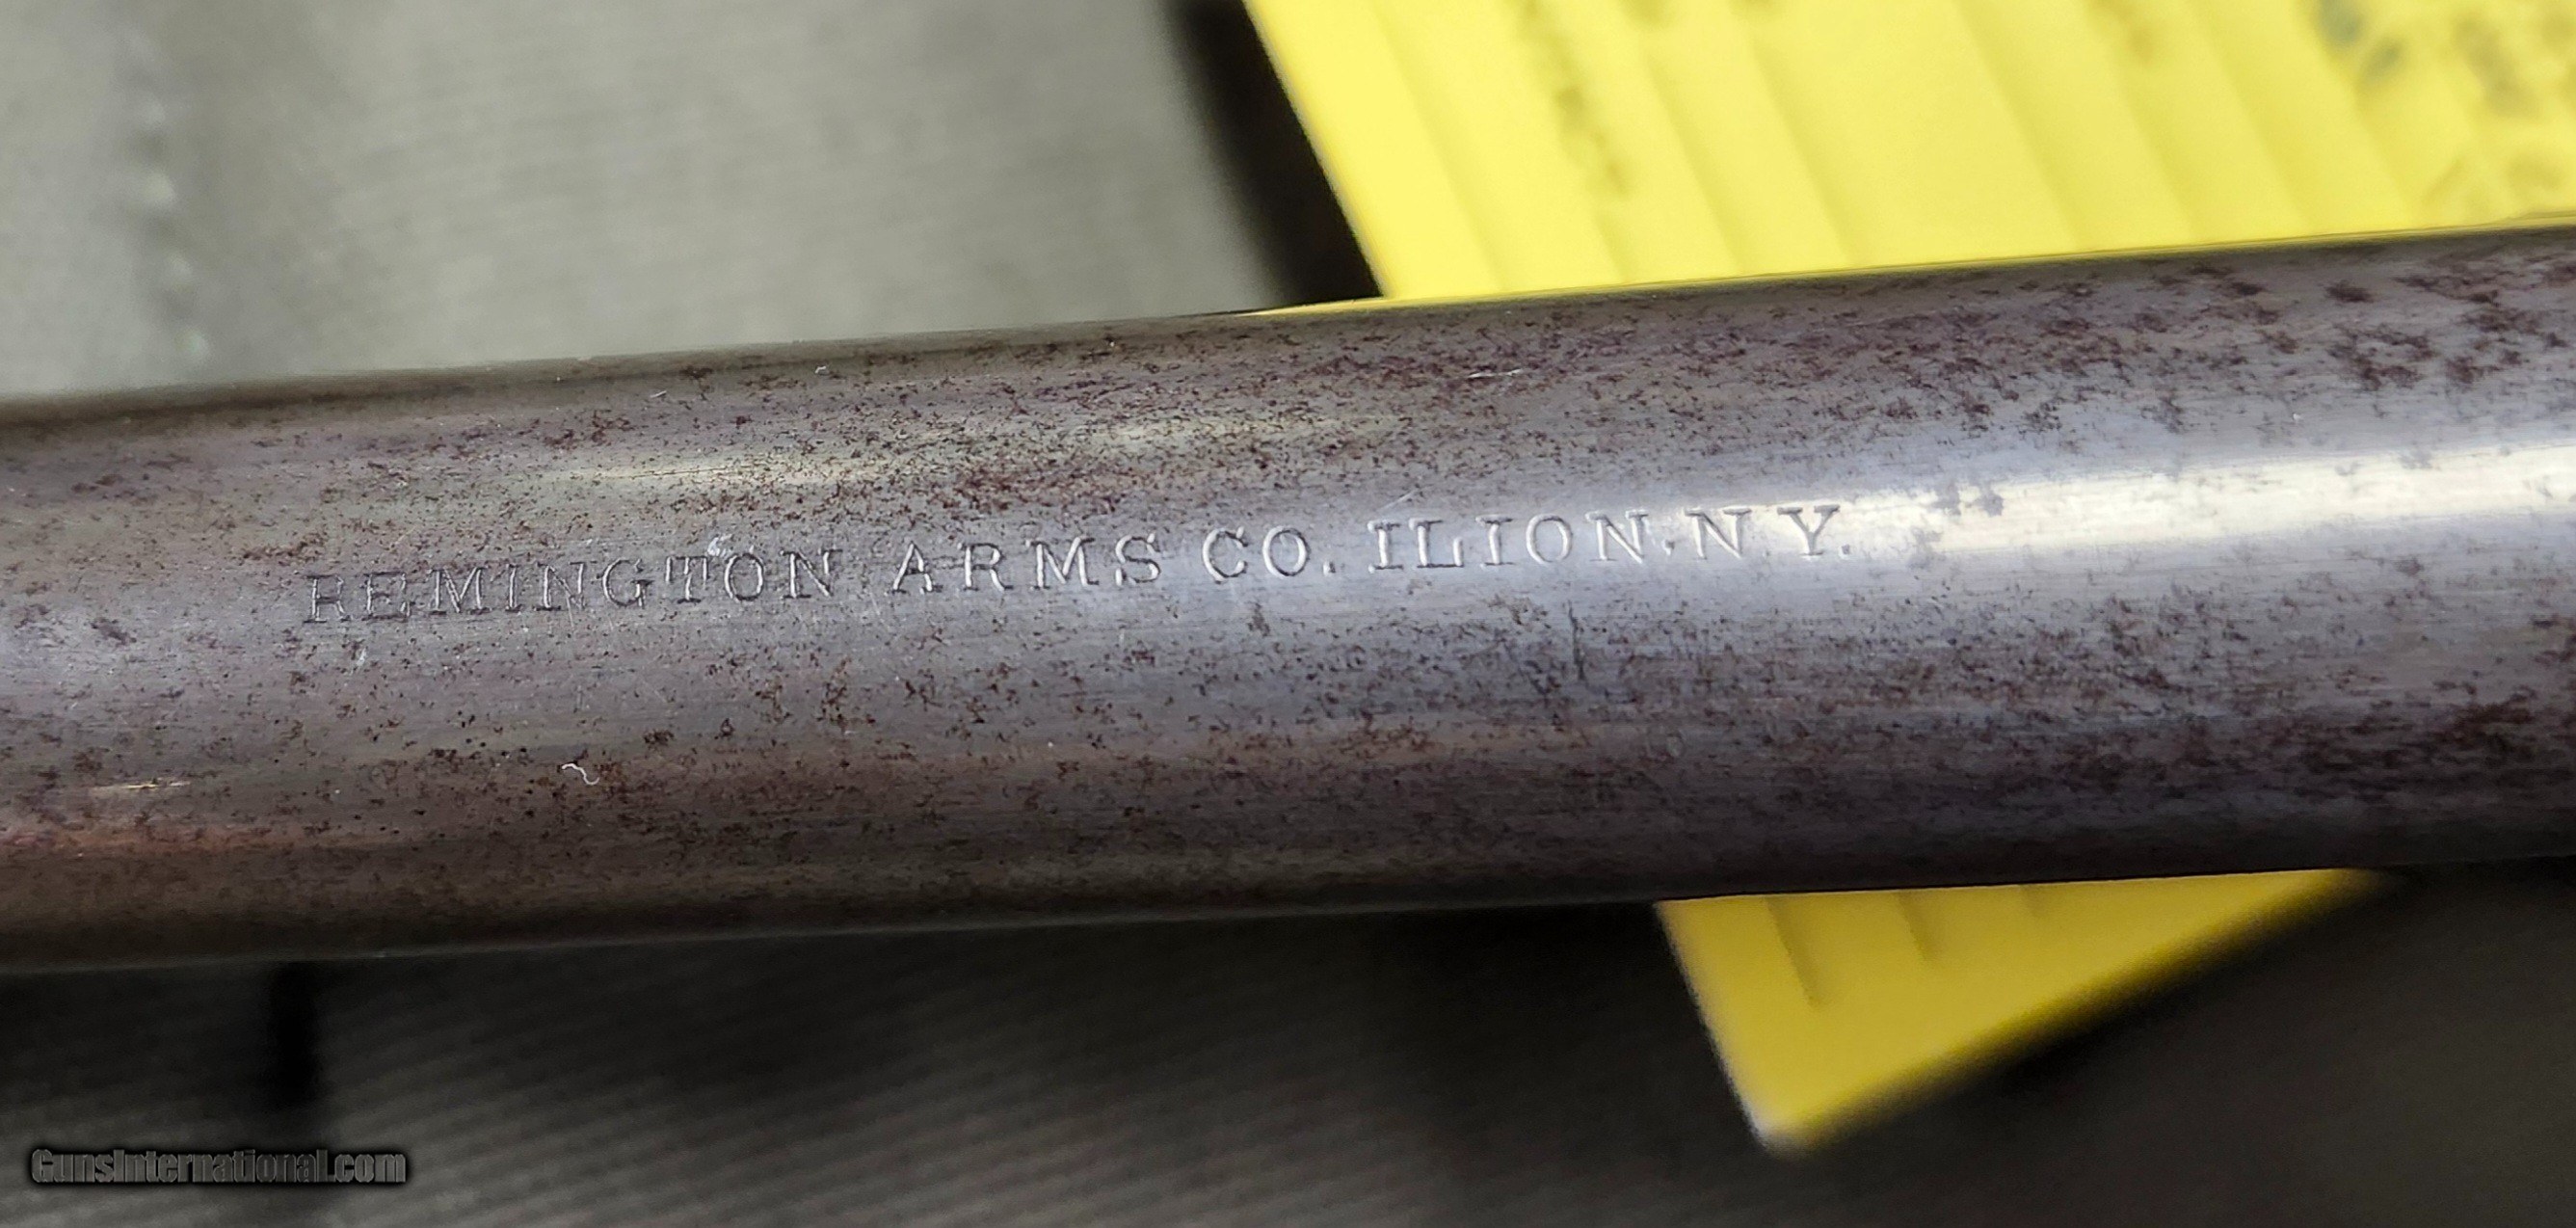 REMINGTON ARMS CO. ILION, N.Y.
GunsInternational.com